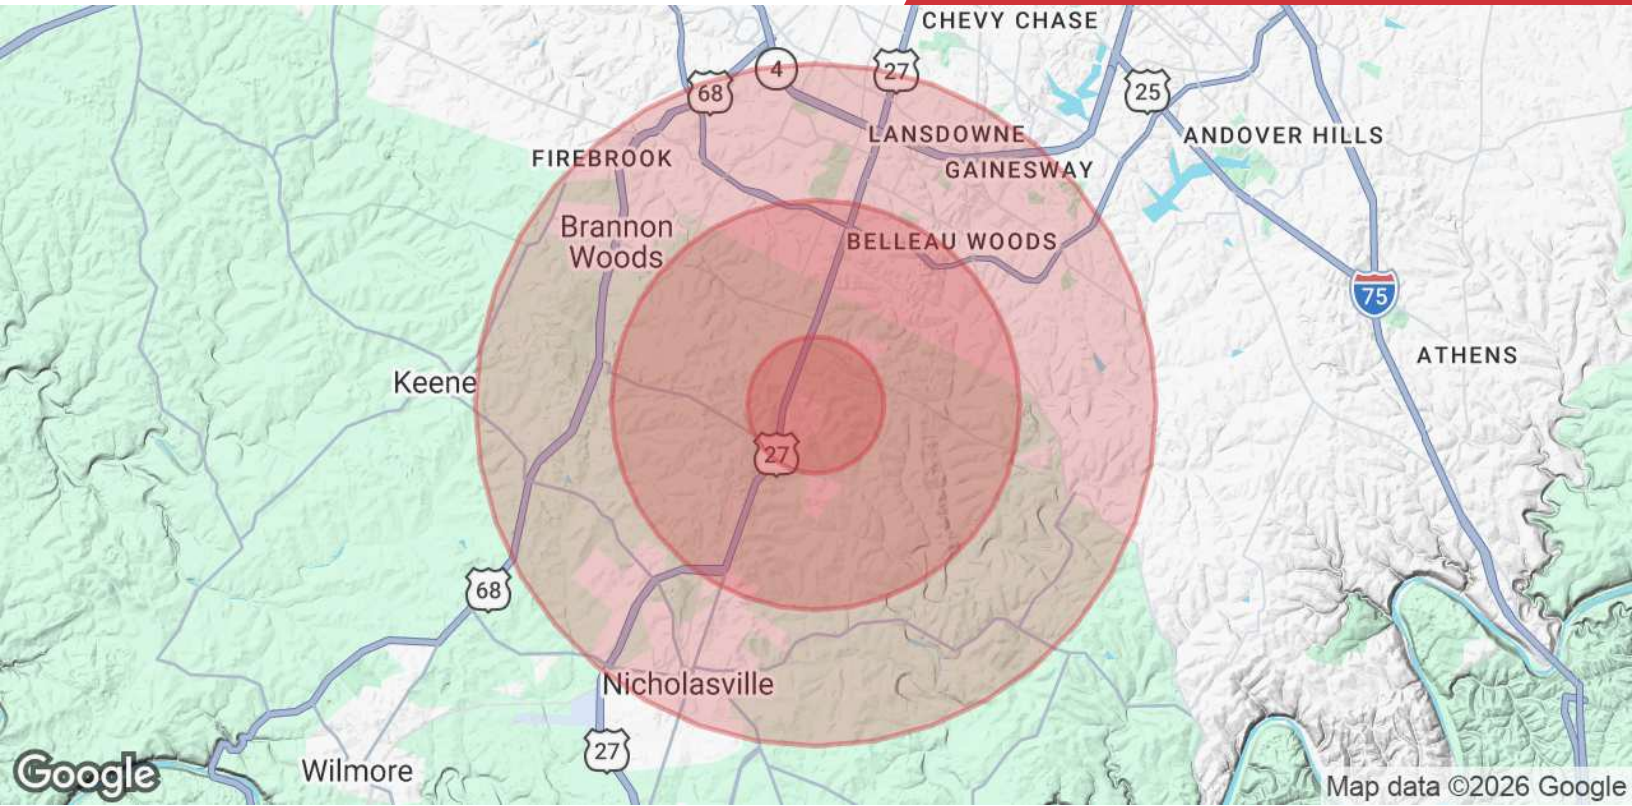 CHEVY CHASE
4
27
68
25
LANSDOWNE
ANDOVER HILLS
FIREBROOK
GAINESWAY
Brannon
Woods
BELLEAU WOODS
75
ATHENS
Keene
27
68
Nicholasville
27
Wilmore
Google
Map data ©2026 Google